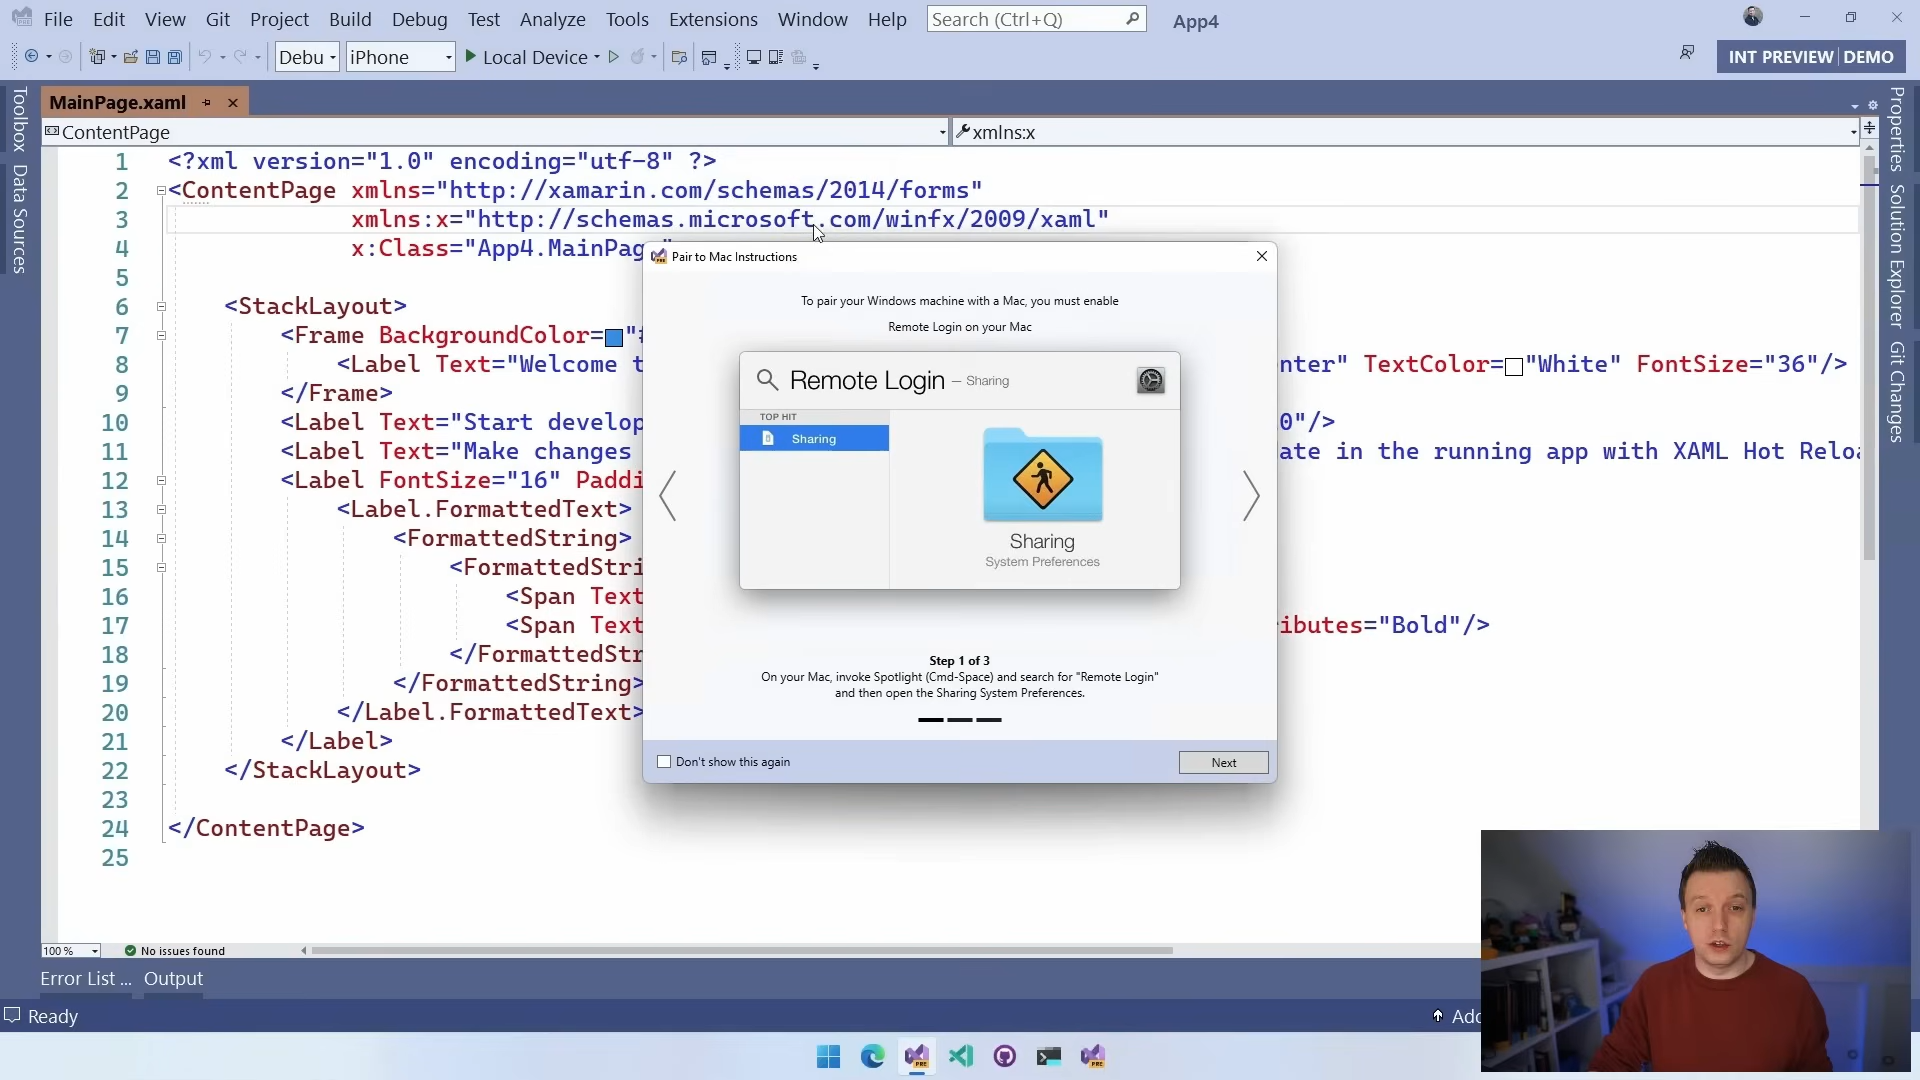 File Edit View Git Project Build Debug Test Analyze Tools Extensions Window Help Search (Ctrl+Q) App4
Debu iPhone Local Device INT PREVIEW DEMO
MainPage.xaml
ContentPage xmlns:x
Toolbox
Data Sources
Properties
Solution Explorer
Git Changes
1 <?xml version="1.0" encoding="utf-8" ?>
2 <ContentPage xmlns="http://xamarin.com/schemas/2014/forms"
3 xmlns:x="http://schemas.microsoft.com/winfx/2009/xaml"
4 x:Class="App4.MainPage"
5
6 <StackLayout>
7 <Frame BackgroundColor="
8 <Label Text="Welcome t nter" TextColor="White" FontSize="36"/>
9 </Frame>
10 <Label Text="Start develop 0"/>
11 <Label Text="Make changes ate in the running app with XAML Hot Reloa
12 <Label FontSize="16" Paddi
13 <Label.FormattedText>
14 <FormattedString>
15 <FormattedStri
16 <Span Text
17 <Span Text ibutes="Bold"/>
18 </FormattedStr
19 </FormattedString>
20 </Label.FormattedText>
21 </Label>
22 </StackLayout>
23
24 </ContentPage>
25
Pair to Mac Instructions
To pair your Windows machine with a Mac, you must enable
Remote Login on your Mac
Remote Login – Sharing
TOP HIT
Sharing
Sharing
System Preferences
Step 1 of 3
On your Mac, invoke Spotlight (Cmd-Space) and search for "Remote Login"
and then open the Sharing System Preferences.
Don't show this again Next
100 % No issues found
Error List ... Output
Ready Add
PRE PRE